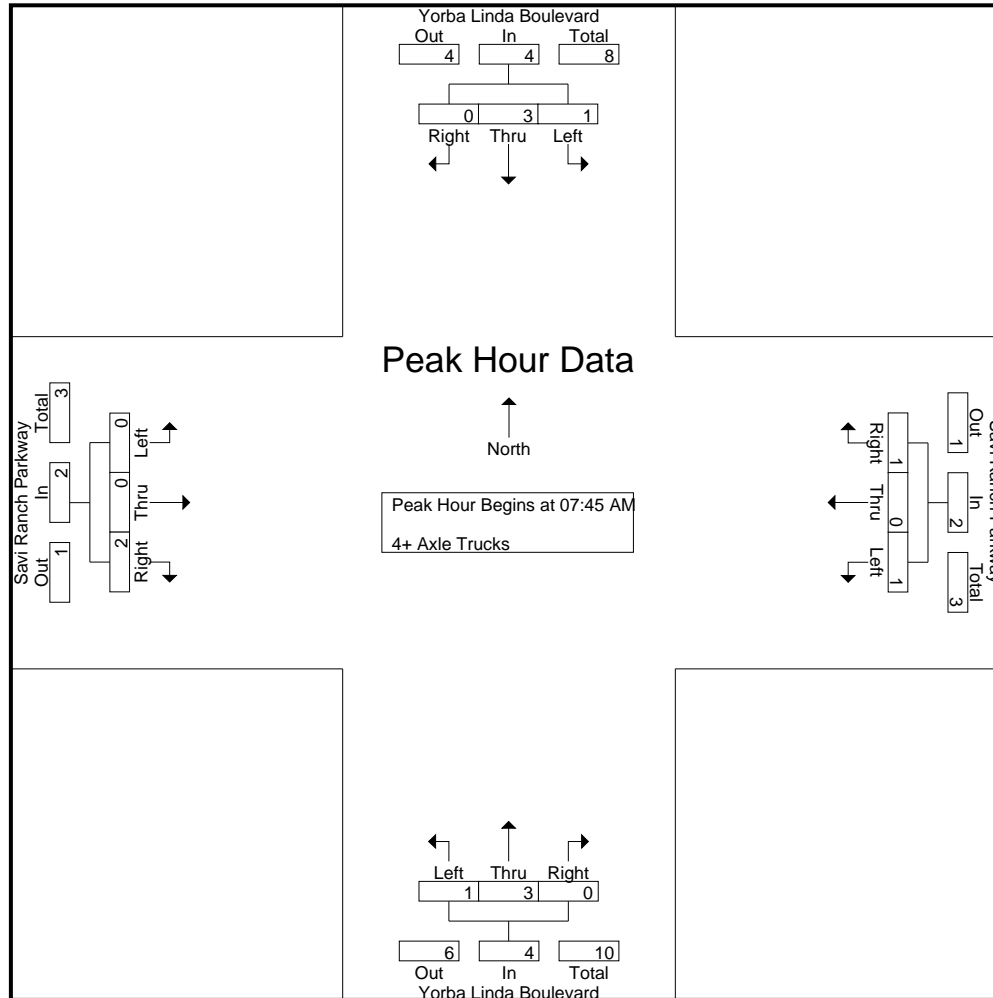 Yorba Linda Boulevard
Out In Total
4 4 8
0 3 1
Right Thru Left
Peak Hour Data
North
Peak Hour Begins at 07:45 AM
4+ Axle Trucks
Savi Ranch Parkway
Total In Out
3 2 1
0 0 2
Left Thru Right
Right Thru Left
1 0 1
Out In Total
1 2 3
Left Thru Right
1 3 0
6 4 10
Out In Total
Yorba Linda Boulevard